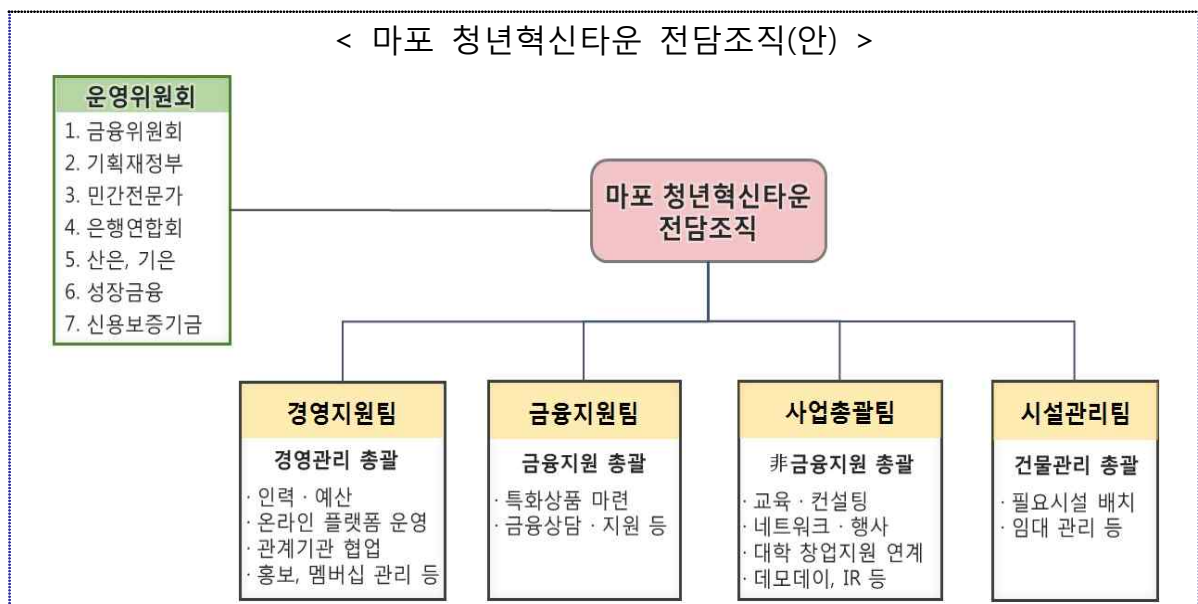 < 마포 청년혁신타운 전담조직(안) >
운영위원회
1. 금융위원회
2. 기획재정부
3. 민간전문가
4. 은행연합회
5. 산은, 기은
6. 성장금융
7. 신용보증기금
마포 청년혁신타운
전담조직
경영지원팀
경영관리 총괄
· 인력 · 예산
· 온라인 플랫폼 운영
· 관계기관 협업
· 홍보, 멤버십 관리 등
금융지원팀
금융지원 총괄
· 특화상품 마련
· 금융상담 · 지원 등
사업총괄팀
非금융지원 총괄
· 교육 · 컨설팅
· 네트워크 · 행사
· 대학 창업지원 연계
· 데모데이, IR 등
시설관리팀
건물관리 총괄
· 필요시설 배치
· 임대 관리 등